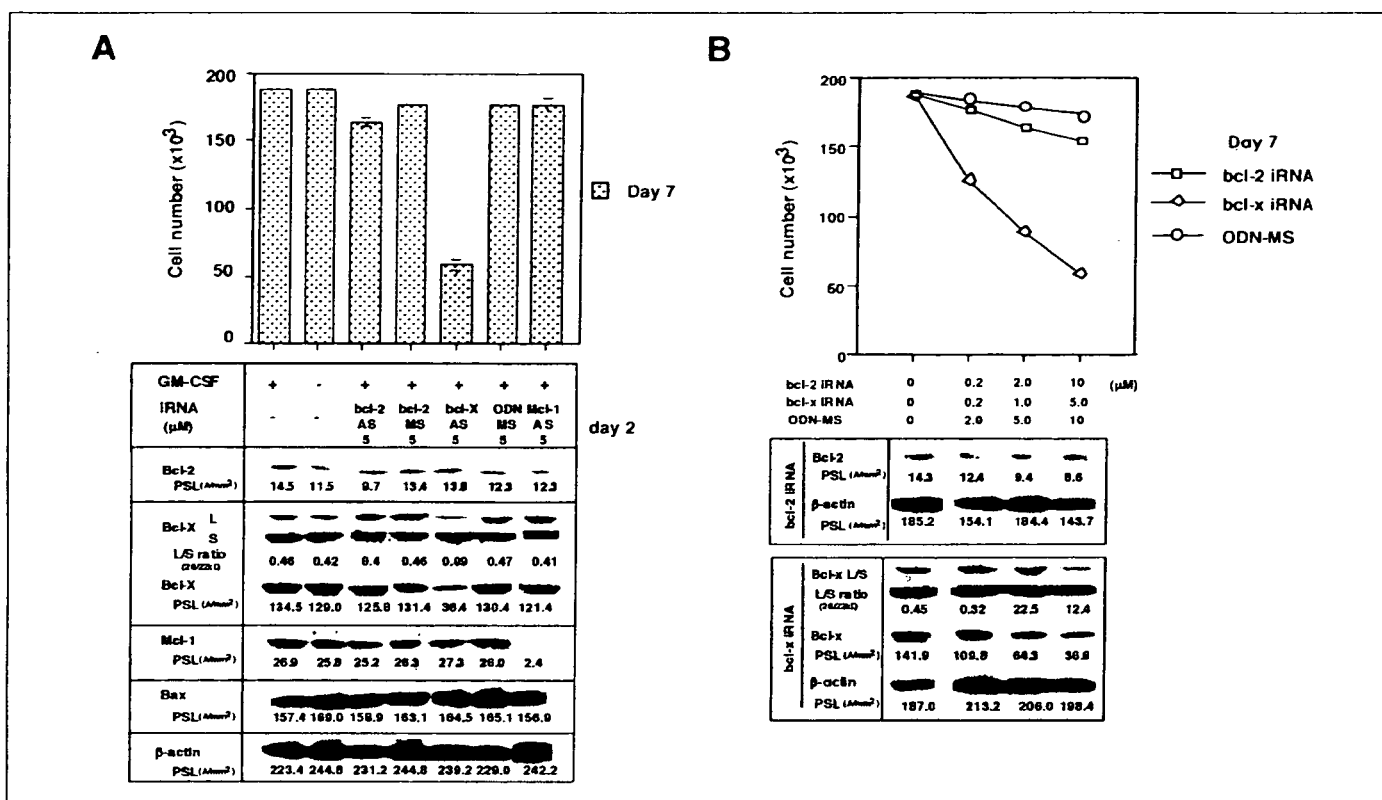 A
200
150
100
50
0
Cell number (x10³)
Day 7
GM-CSF + - + + + + +
iRNA (μM) - - bcl-2 AS 5 bcl-2 MS 5 bcl-X AS 5 ODN MS 5 Mcl-1 AS 5
day 2
Bcl-2
PSL 14.5 11.5 9.7 13.4 13.8 12.3 12.3
Bcl-X L
S
L/S ratio 0.46 0.42 0.4 0.46 0.09 0.47 0.41
Bcl-X
PSL 134.5 129.0 125.8 131.4 36.4 130.4 121.4
Mcl-1
PSL 26.9 25.8 25.2 26.3 27.3 28.0 2.4
Bax
PSL 157.4 169.0 158.9 163.1 164.5 165.1 156.9
β-actin
PSL 223.4 244.8 231.2 244.8 239.2 229.0 242.2
B
200
150
100
50
0
Cell number (x10³)
Day 7
bcl-2 iRNA
bcl-x iRNA
ODN-MS
bcl-2 iRNA 0 0.2 2.0 10 (μM)
bcl-x iRNA 0 0.2 1.0 5.0
ODN-MS 0 2.0 5.0 10
bcl-2 iRNA
Bcl-2
PSL 14.3 12.4 9.4 8.6
β-actin
PSL 185.2 154.1 184.4 143.7
bcl-x iRNA
Bcl-x L/S
L/S ratio 0.45 0.32 22.5 12.4
Bcl-x
PSL 141.9 109.8 64.3 36.8
β-actin
PSL 187.0 213.2 206.0 198.4